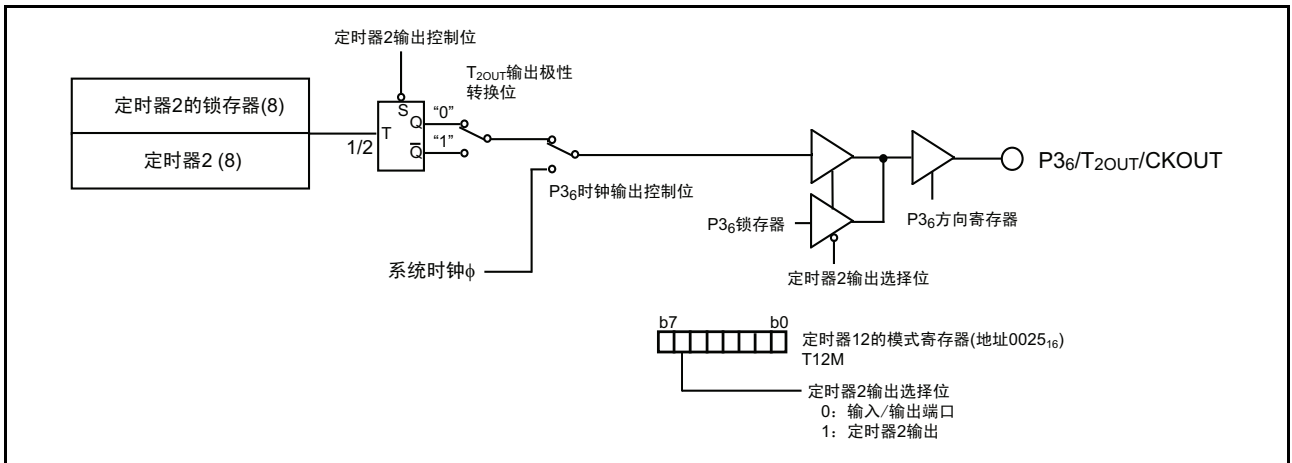 定时器2输出控制位
T2OUT输出极性
转换位
定时器2的锁存器(8)
定时器2 (8)
S
T
Q
Q̅
1/2
“0”
“1”
P36时钟输出控制位
系统时钟ϕ
P36锁存器
定时器2输出选择位
P36方向寄存器
P36/T2OUT/CKOUT
b7
b0
定时器12的模式寄存器(地址002516)
T12M
定时器2输出选择位
0：输入/输出端口
1：定时器2输出